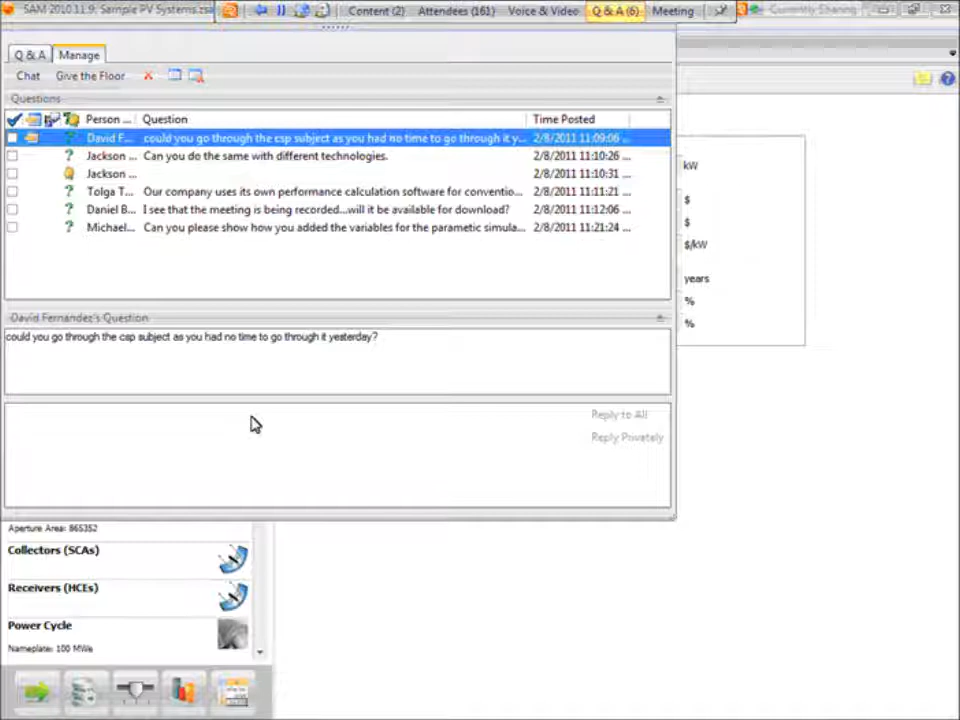 SAM 2010.11.9: Sample PV Systems.zsa
Content (2) Attendees (161) Voice & Video Q & A (6) Meeting
Currently Sharing
Q & A Manage
Chat Give the Floor
Questions
Person ... Question Time Posted
David F... could you go through the csp subject as you had no time to go through it y... 2/8/2011 11:09:06 ...
Jackson ... Can you do the same with different technologies. 2/8/2011 11:10:26 ...
Jackson ... 2/8/2011 11:10:31 ...
Tolga T... Our company uses its own performance calculation software for conventio... 2/8/2011 11:11:21 ...
Daniel B... I see that the meeting is being recorded...will it be available for download? 2/8/2011 11:12:06 ...
Michael... Can you please show how you added the variables for the parametic simula... 2/8/2011 11:21:24 ...
kW
$
$
$/kW
years
%
%
David Fernandez's Question
could you go through the csp subject as you had no time to go through it yesterday?
Reply to All
Reply Privately
Aperture Area: 865352
Collectors (SCAs)
Receivers (HCEs)
Power Cycle
Nameplate: 100 MWe